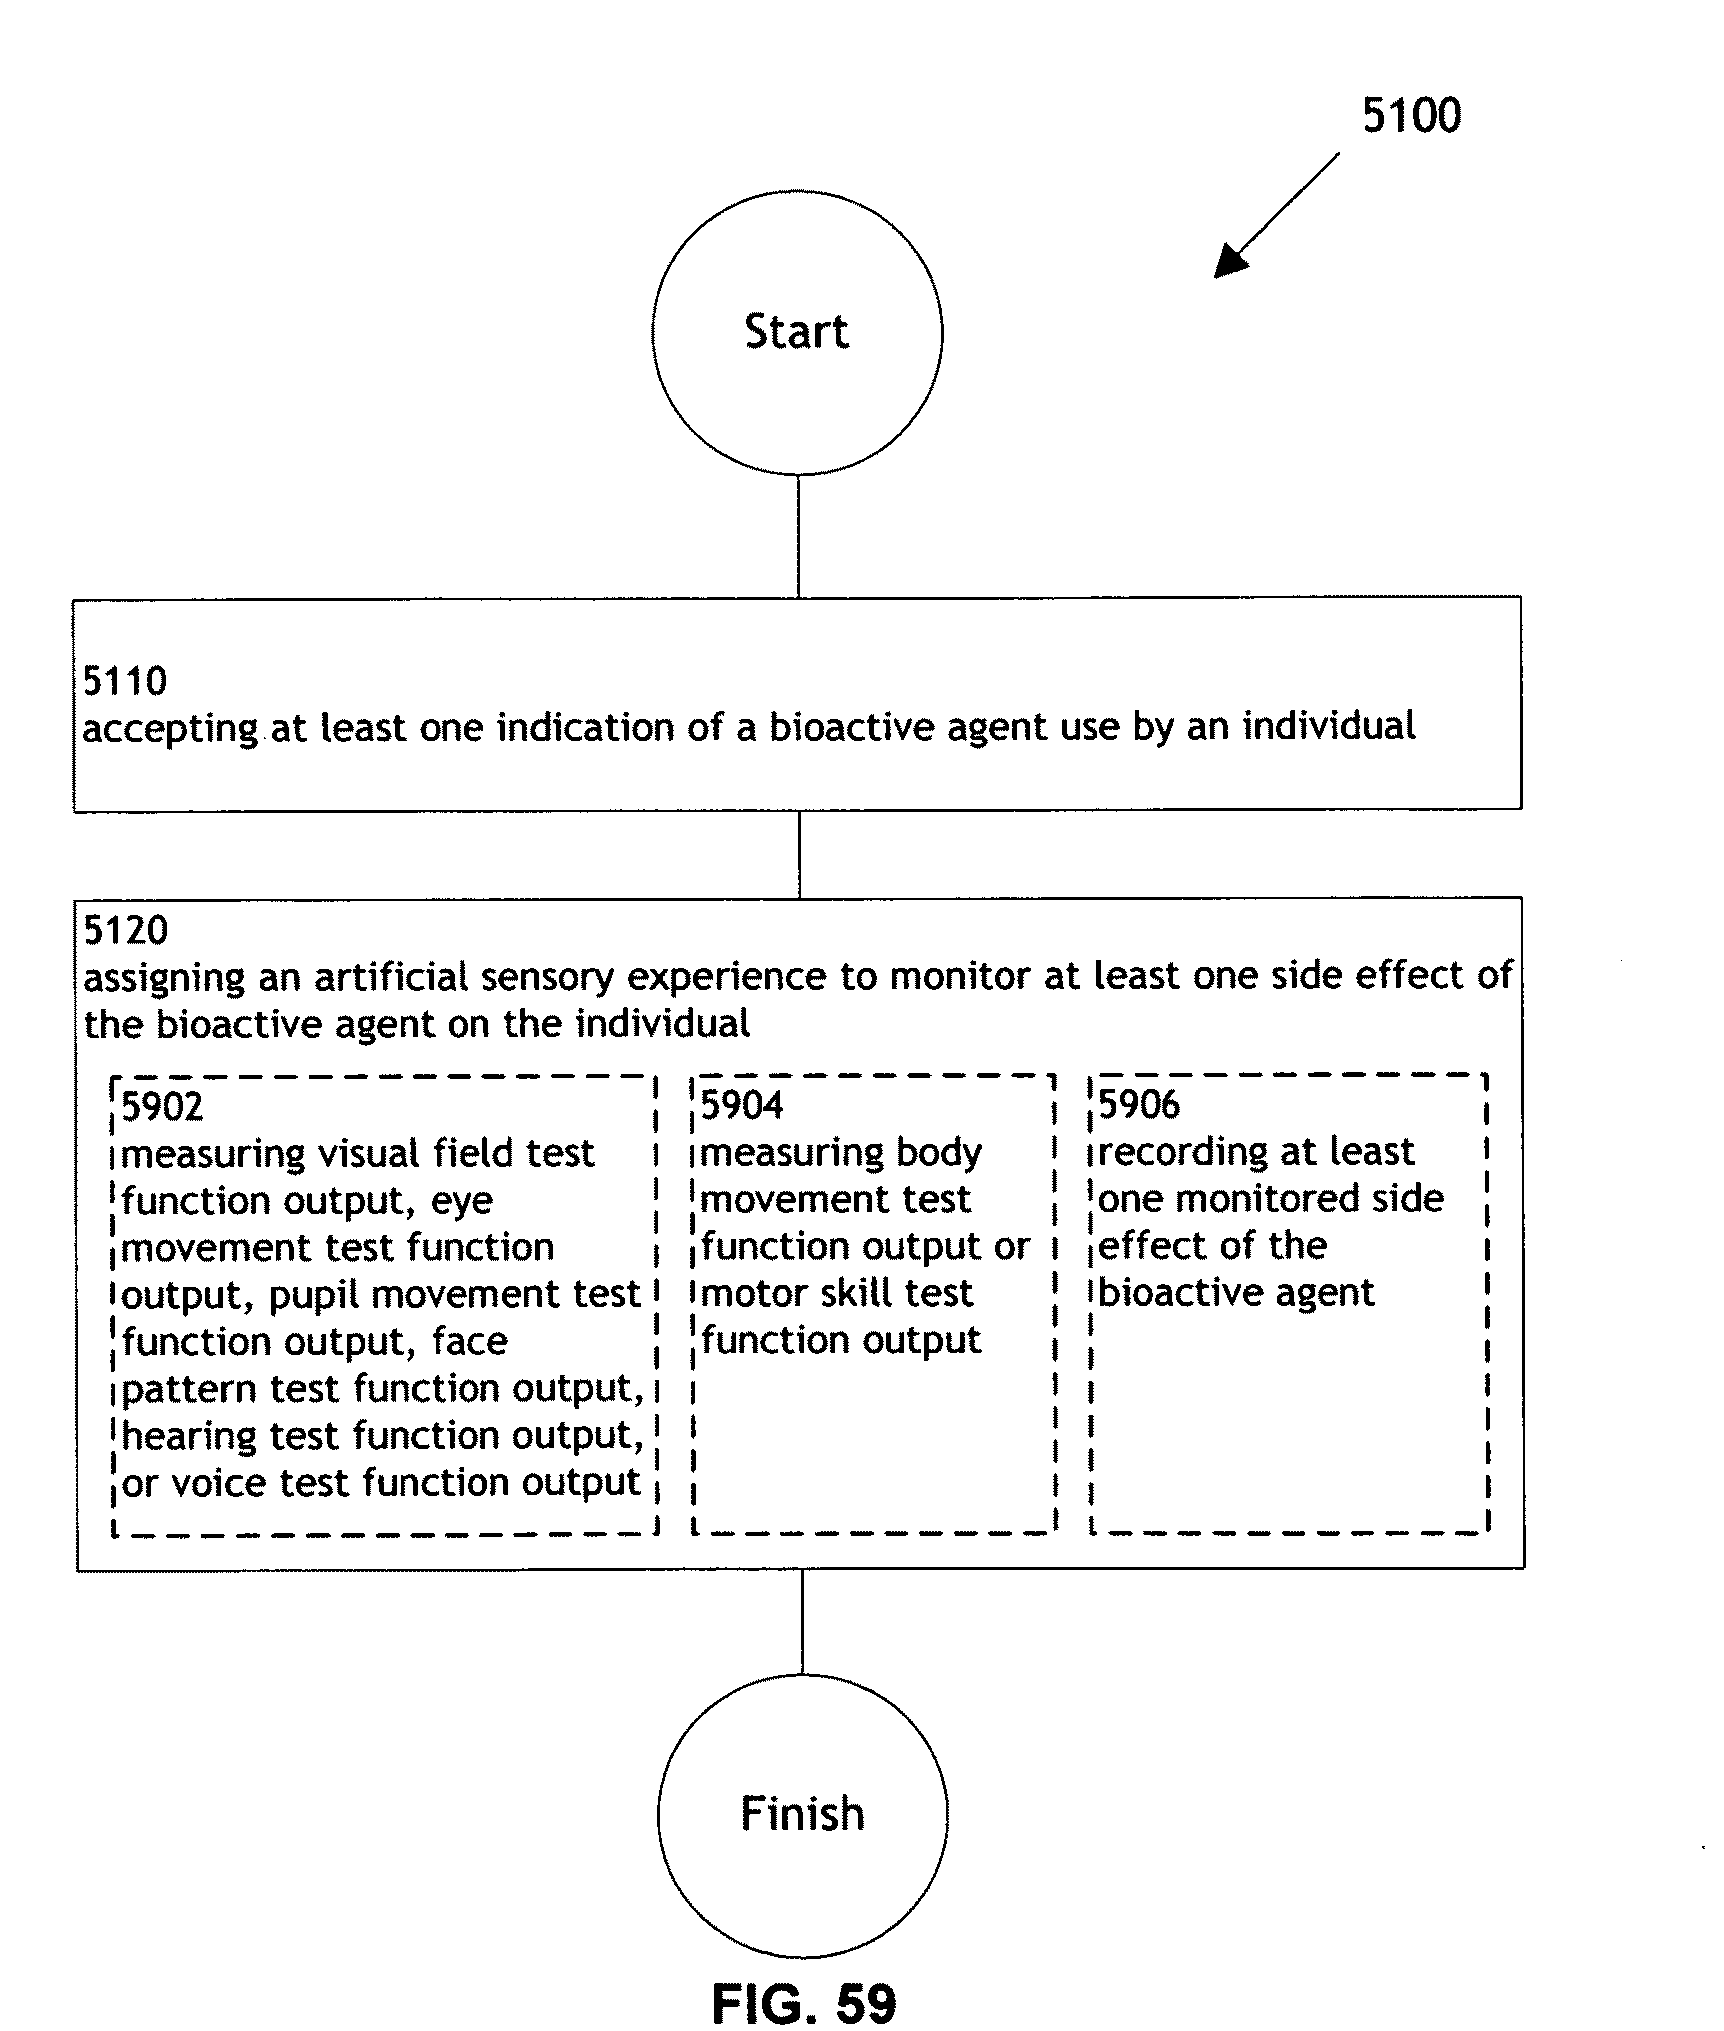 5100
Start
5110
accepting at least one indication of a bioactive agent use by an individual
5120
assigning an artificial sensory experience to monitor at least one side effect of
the bioactive agent on the individual
5902
measuring visual field test
function output, eye
movement test function
output, pupil movement test
function output, face
pattern test function output,
hearing test function output,
or voice test function output
5904
measuring body
movement test
function output or
motor skill test
function output
5906
recording at least
one monitored side
effect of the
bioactive agent
Finish
FIG. 59